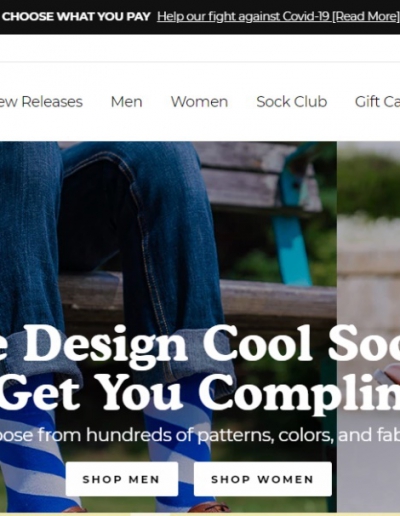 CHOOSE WHAT YOU PAY Help our fight against Covid-19 [Read More]
ew Releases Men Women Sock Club Gift Ca
e Design Cool Soc
Get You Complin
oose from hundreds of patterns, colors, and fab
SHOP MEN SHOP WOMEN